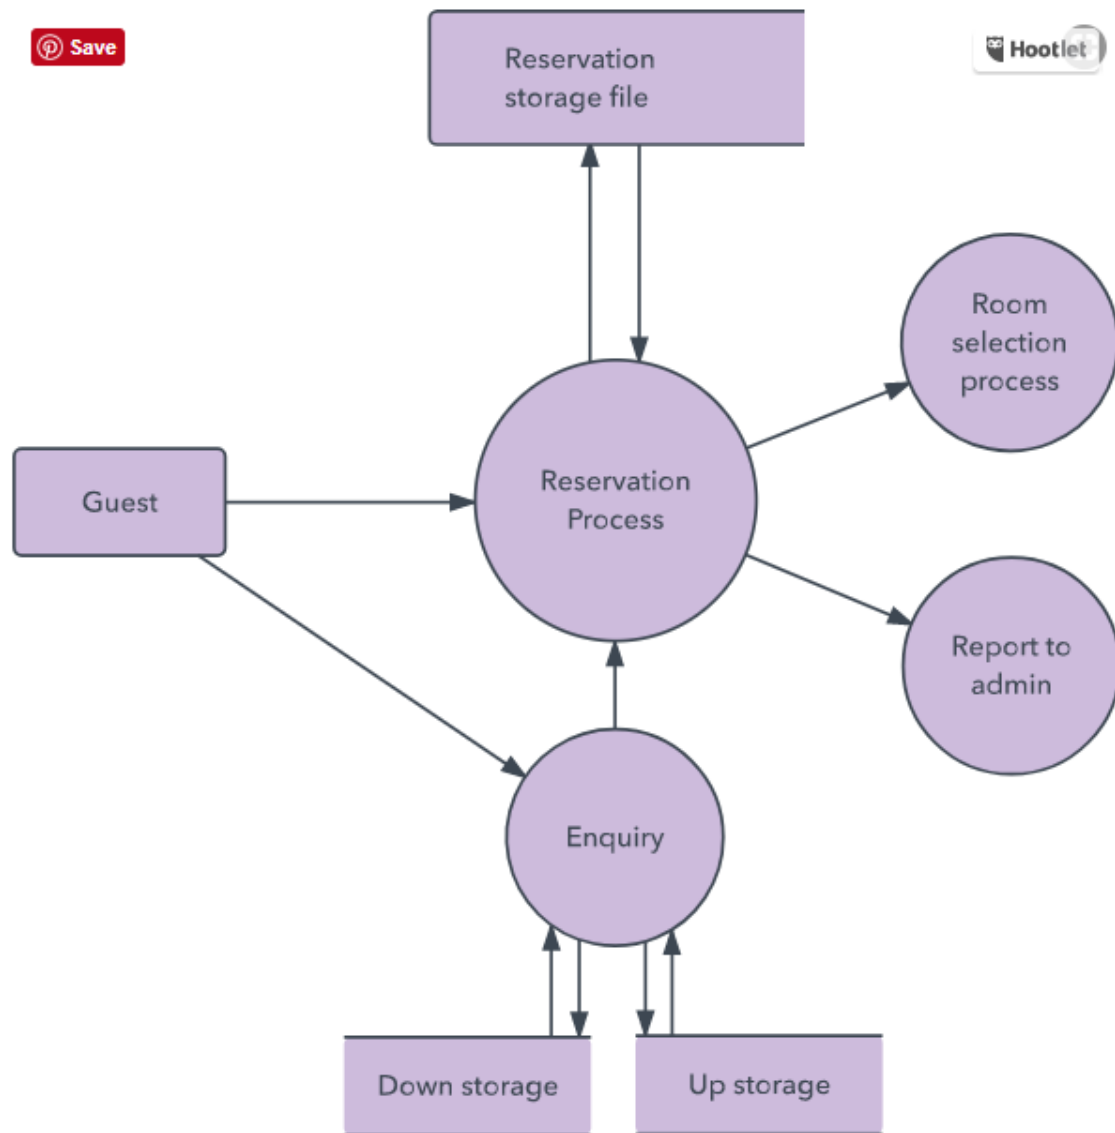 Save
Hootlet
Reservation
storage file
Room
selection
process
Guest
Reservation
Process
Report to
admin
Enquiry
Down storage
Up storage